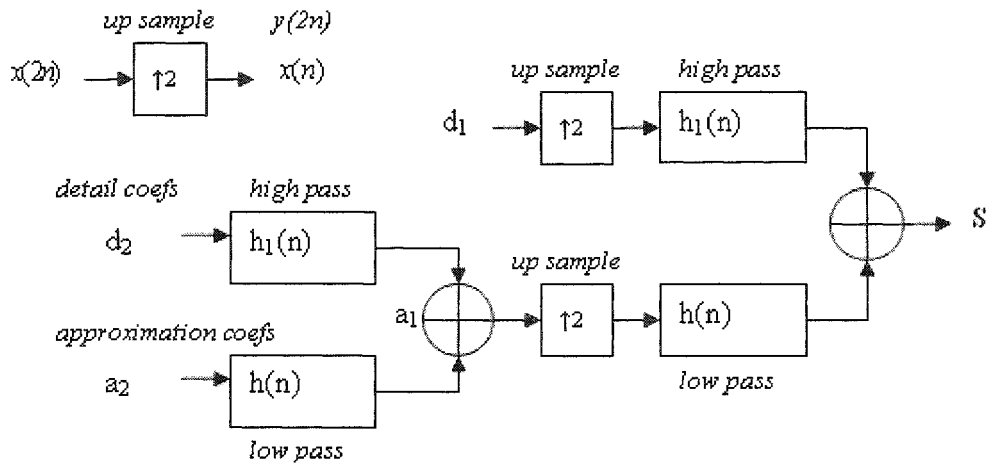 up sample
y(2n)
x(2n)
↑2
x(n)
up sample
high pass
d1
↑2
h1(n)
detail coefs
high pass
d2
h1(n)
S
up sample
a1
↑2
h(n)
approximation coefs
low pass
a2
h(n)
low pass